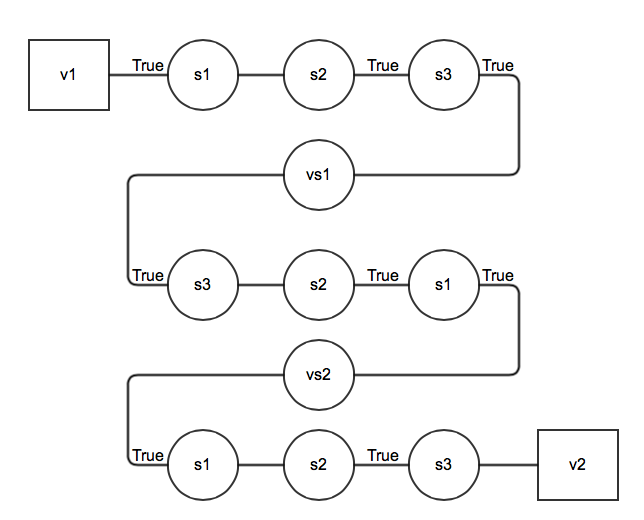 v1 True s1 s2 True s3 True
vs1
True s3 s2 True s1 True
vs2
True s1 s2 True s3 v2